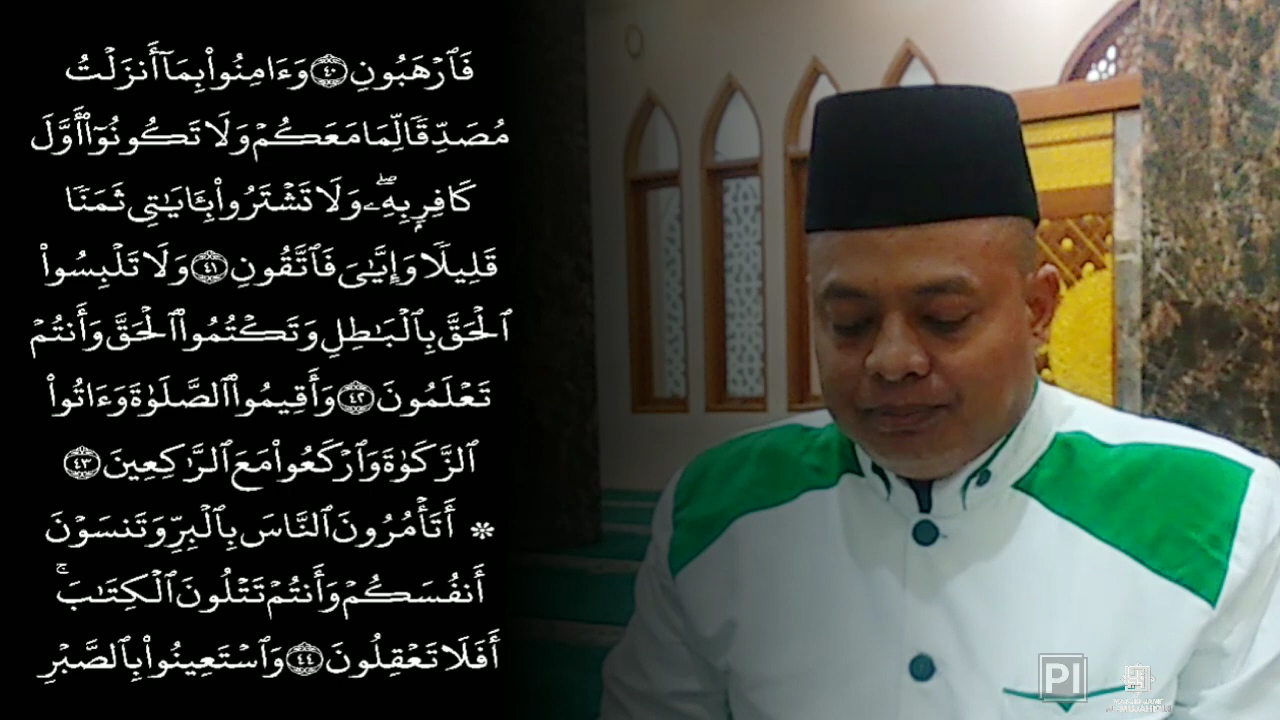 فَٱرۡهَبُونِ ٤٠ وَءَامِنُواْ بِمَآ أَنزَلۡتُ
مُصَدِّقٗا لِّمَا مَعَكُمۡ وَلَا تَكُونُوٓاْ أَوَّلَ
كَافِرِۭ بِهِۦۖ وَلَا تَشۡتَرُواْ بِـَٔايَٰتِي ثَمَنٗا
قَلِيلٗا وَإِيَّٰيَ فَٱتَّقُونِ ٤١ وَلَا تَلۡبِسُواْ
ٱلۡحَقَّ بِٱلۡبَٰطِلِ وَتَكۡتُمُواْ ٱلۡحَقَّ وَأَنتُمۡ
تَعۡلَمُونَ ٤٢ وَأَقِيمُواْ ٱلصَّلَوٰةَ وَءَاتُواْ
ٱلزَّكَوٰةَ وَٱرۡكَعُواْ مَعَ ٱلرَّٰكِعِينَ ٤٣
۞ أَتَأۡمُرُونَ ٱلنَّاسَ بِٱلۡبِرِّ وَتَنسَوۡنَ
أَنفُسَكُمۡ وَأَنتُمۡ تَتۡلُونَ ٱلۡكِتَٰبَۚ
أَفَلَا تَعۡقِلُونَ ٤٤ وَٱسۡتَعِينُواْ بِٱلصَّبۡرِ
PI